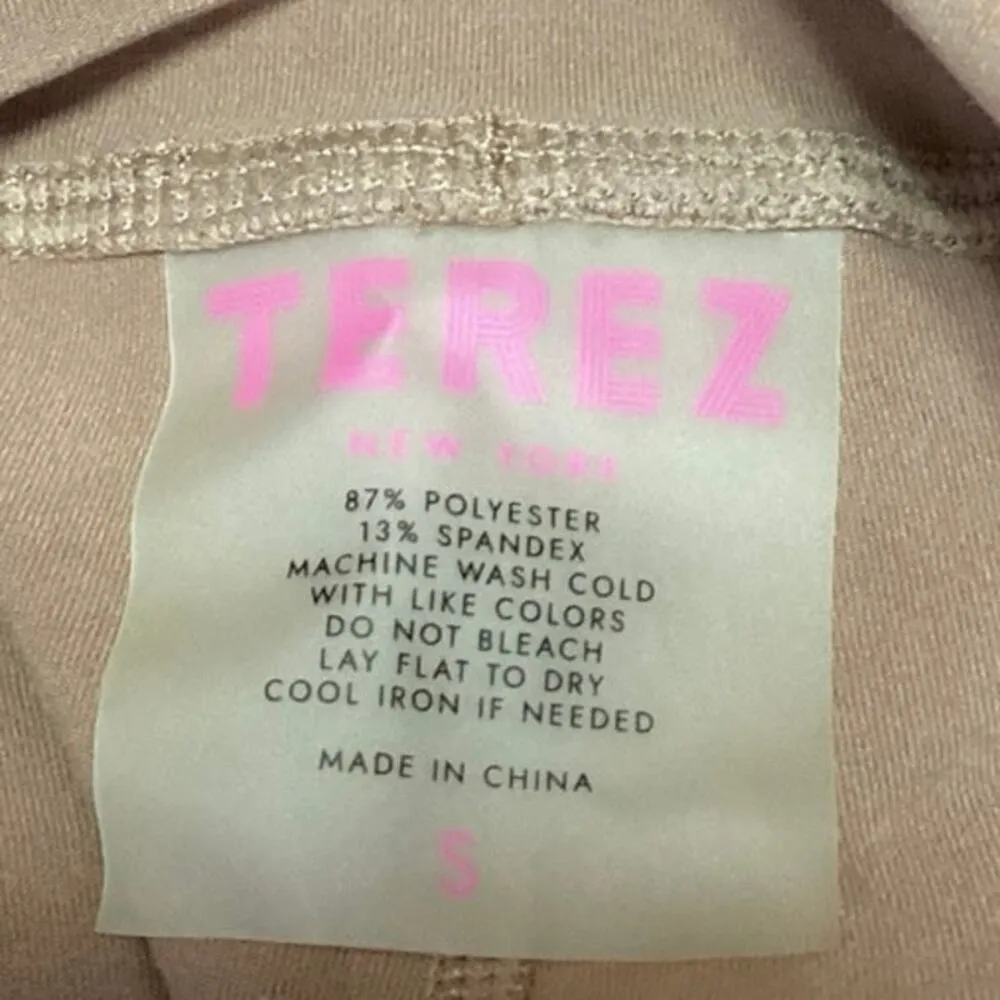 TEREZ
NEW YORK
87% POLYESTER
13% SPANDEX
MACHINE WASH COLD
WITH LIKE COLORS
DO NOT BLEACH
LAY FLAT TO DRY
COOL IRON IF NEEDED
MADE IN CHINA
S